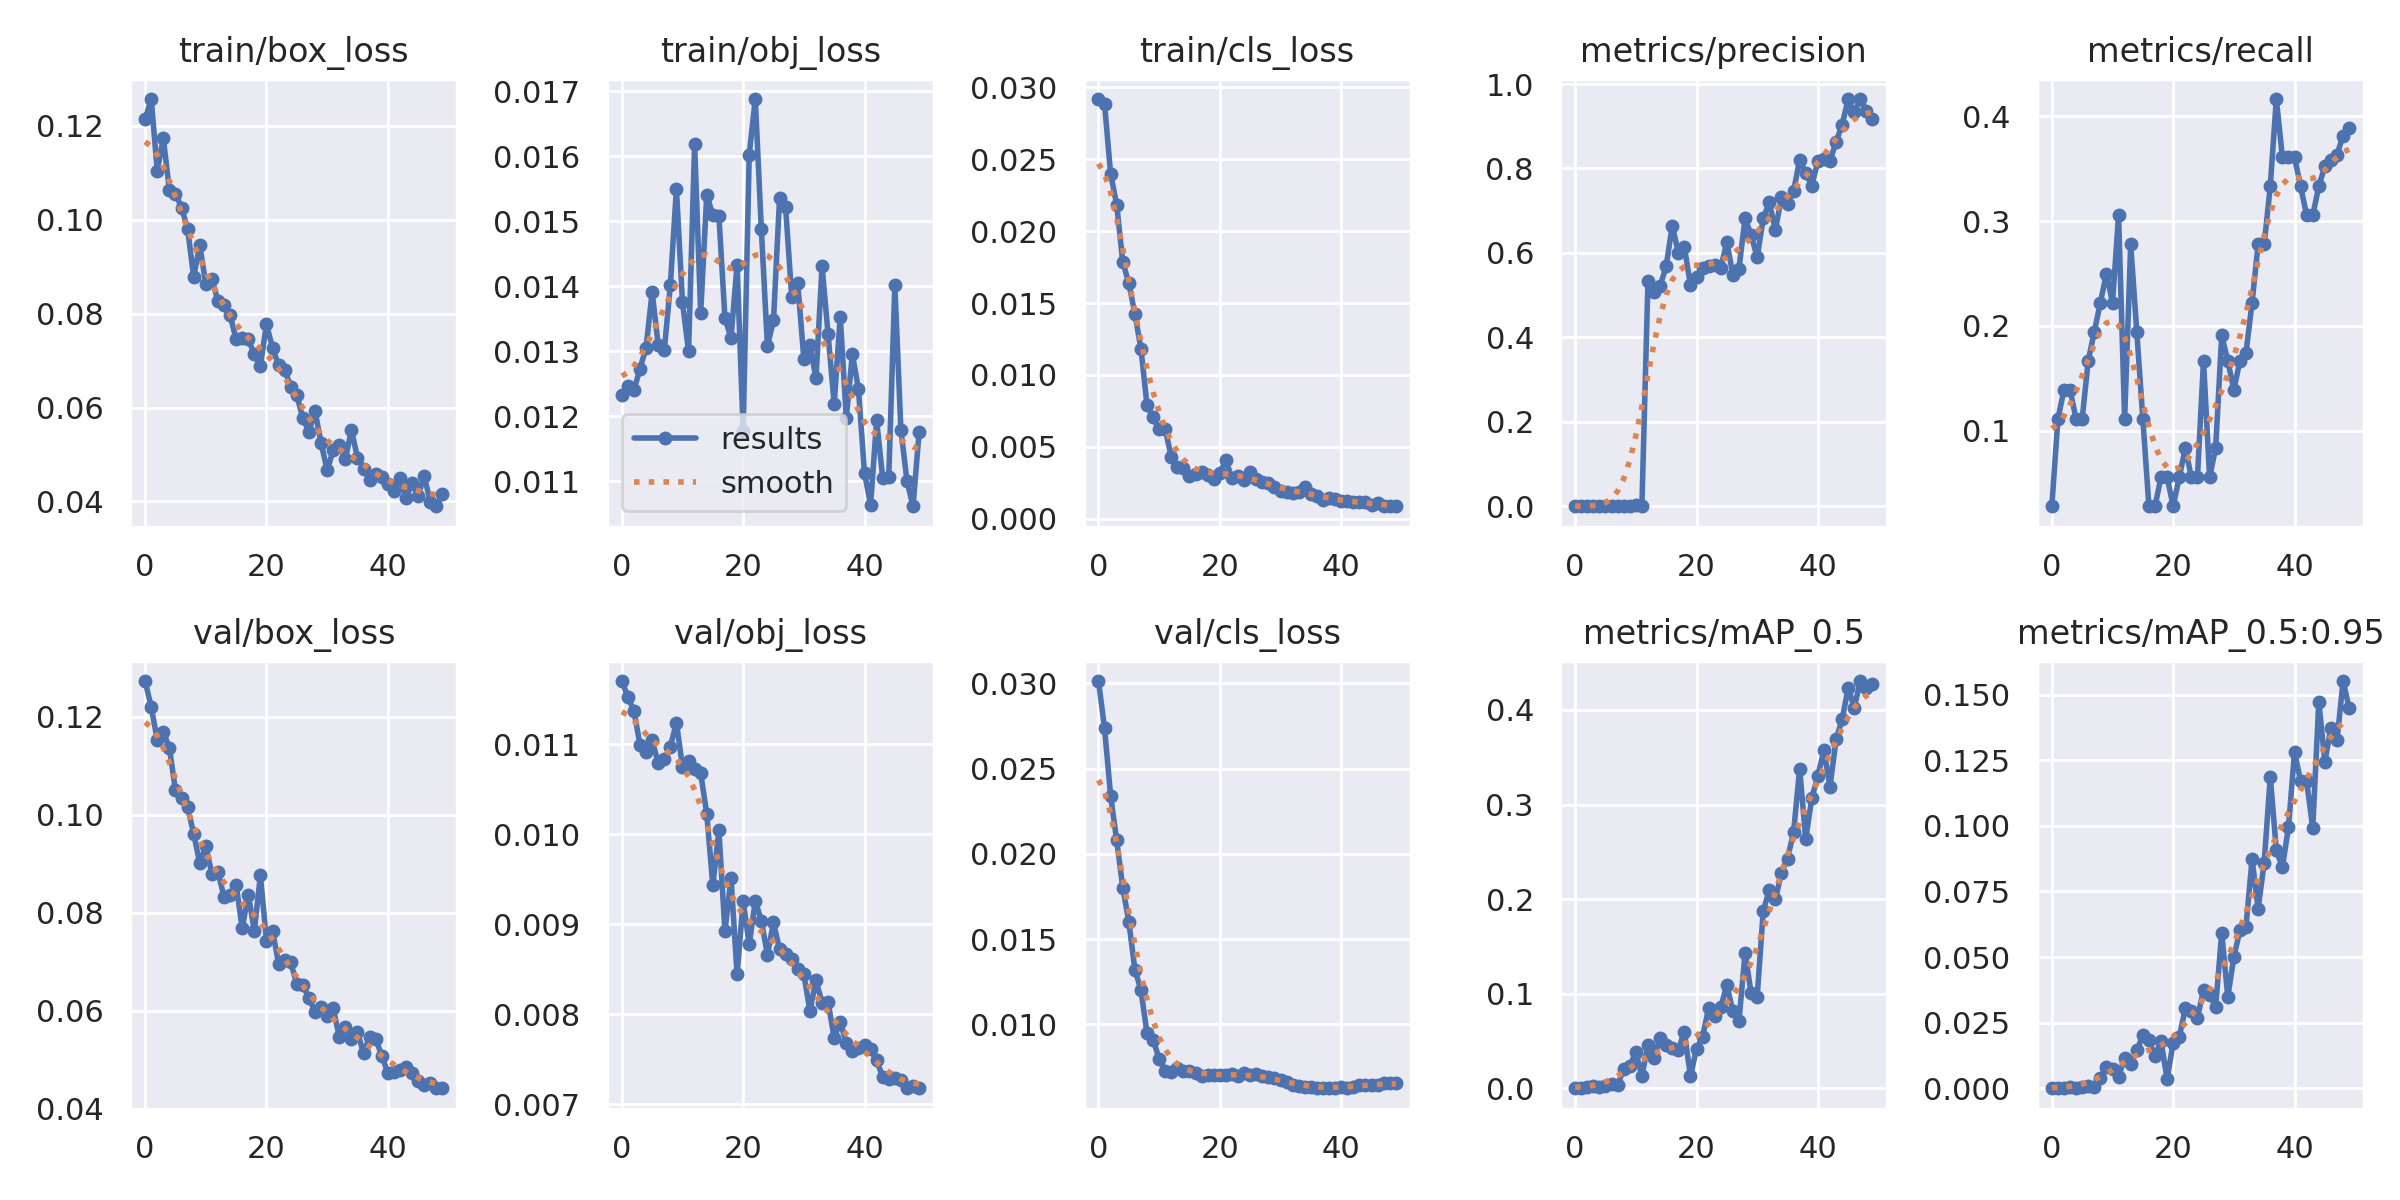 train/box_loss
train/obj_loss
train/cls_loss
metrics/precision
metrics/recall
0.12
0.10
0.08
0.06
0.04
0 20 40
0.017
0.016
0.015
0.014
0.013
0.012
0.011
results
smooth
0 20 40
0.030
0.025
0.020
0.015
0.010
0.005
0.000
0 20 40
1.0
0.8
0.6
0.4
0.2
0.0
0 20 40
0.4
0.3
0.2
0.1
0 20 40
val/box_loss
val/obj_loss
val/cls_loss
metrics/mAP_0.5
metrics/mAP_0.5:0.95
0.12
0.10
0.08
0.06
0.04
0 20 40
0.011
0.010
0.009
0.008
0.007
0 20 40
0.030
0.025
0.020
0.015
0.010
0 20 40
0.4
0.3
0.2
0.1
0.0
0 20 40
0.150
0.125
0.100
0.075
0.050
0.025
0.000
0 20 40